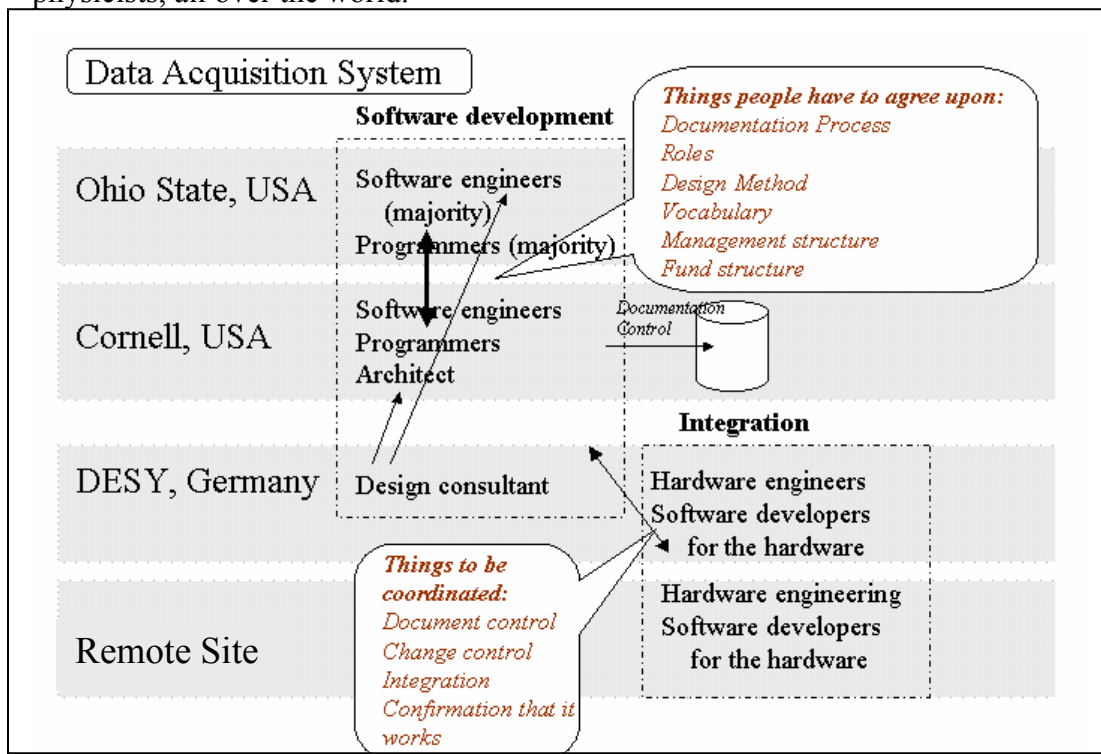 physicists, all over the world.
Data Acquisition System
Software development
Things people have to agree upon:
Documentation Process
Roles
Design Method
Vocabulary
Management structure
Fund structure
Ohio State, USA
Software engineers
(majority)
Programmers (majority)
Cornell, USA
Software engineers
Programmers
Architect
Documentation
Control
Integration
DESY, Germany
Design consultant
Hardware engineers
Software developers
for the hardware
Things to be
coordinated:
Document control
Change control
Integration
Confirmation that it
works
Remote Site
Hardware engineering
Software developers
for the hardware